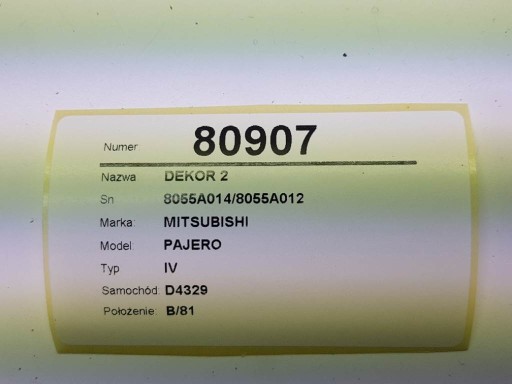 Numer: 80907
Nazwa DEKOR 2
Sn 8055A014/8055A012
Marka: MITSUBISHI
Model: PAJERO
Typ IV
Samochód: D4329
Położenie: B/81